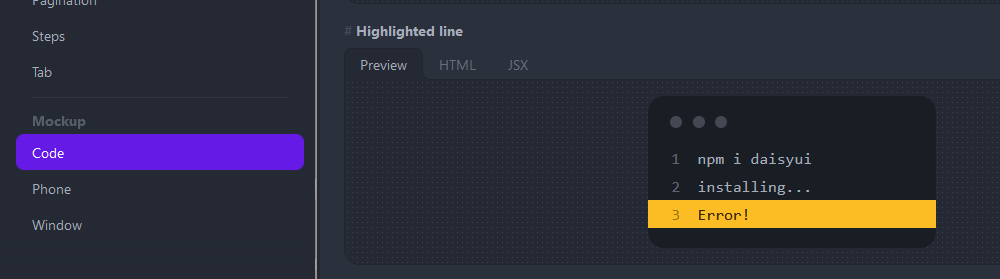 Pagination
Steps
Tab
Mockup
Code
Phone
Window
# Highlighted line
Preview HTML JSX
1 npm i daisyui
2 installing...
3 Error!